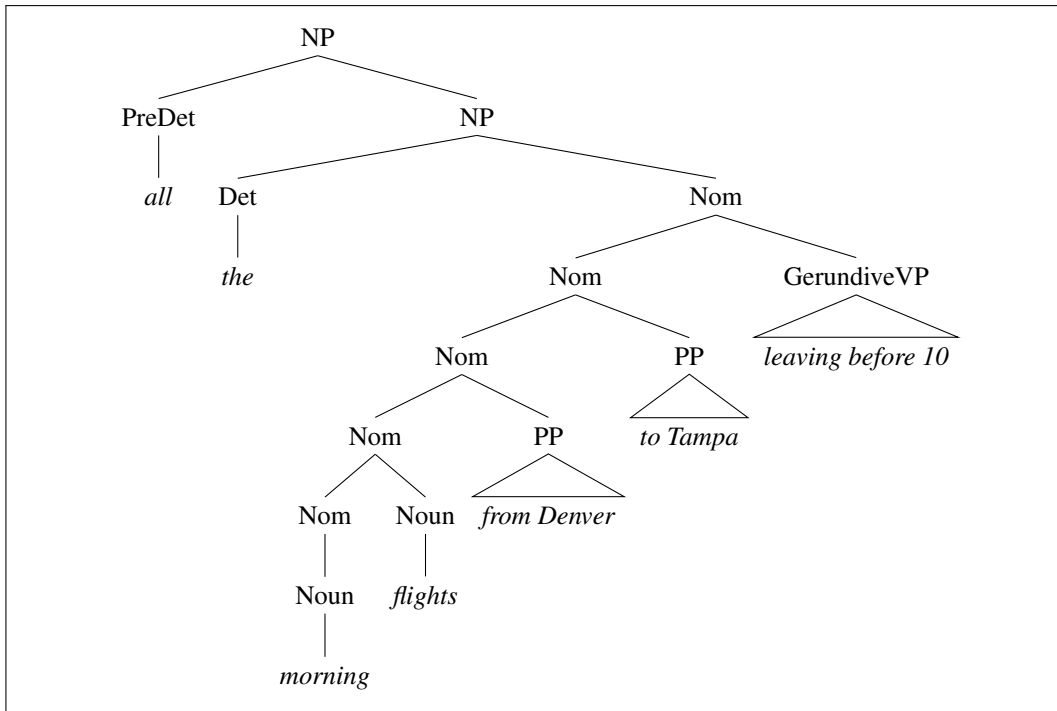 NP
PreDet NP
all Det Nom
the Nom GerundiveVP
Nom PP leaving before 10
Nom PP to Tampa
Nom Noun from Denver
Noun flights
morning